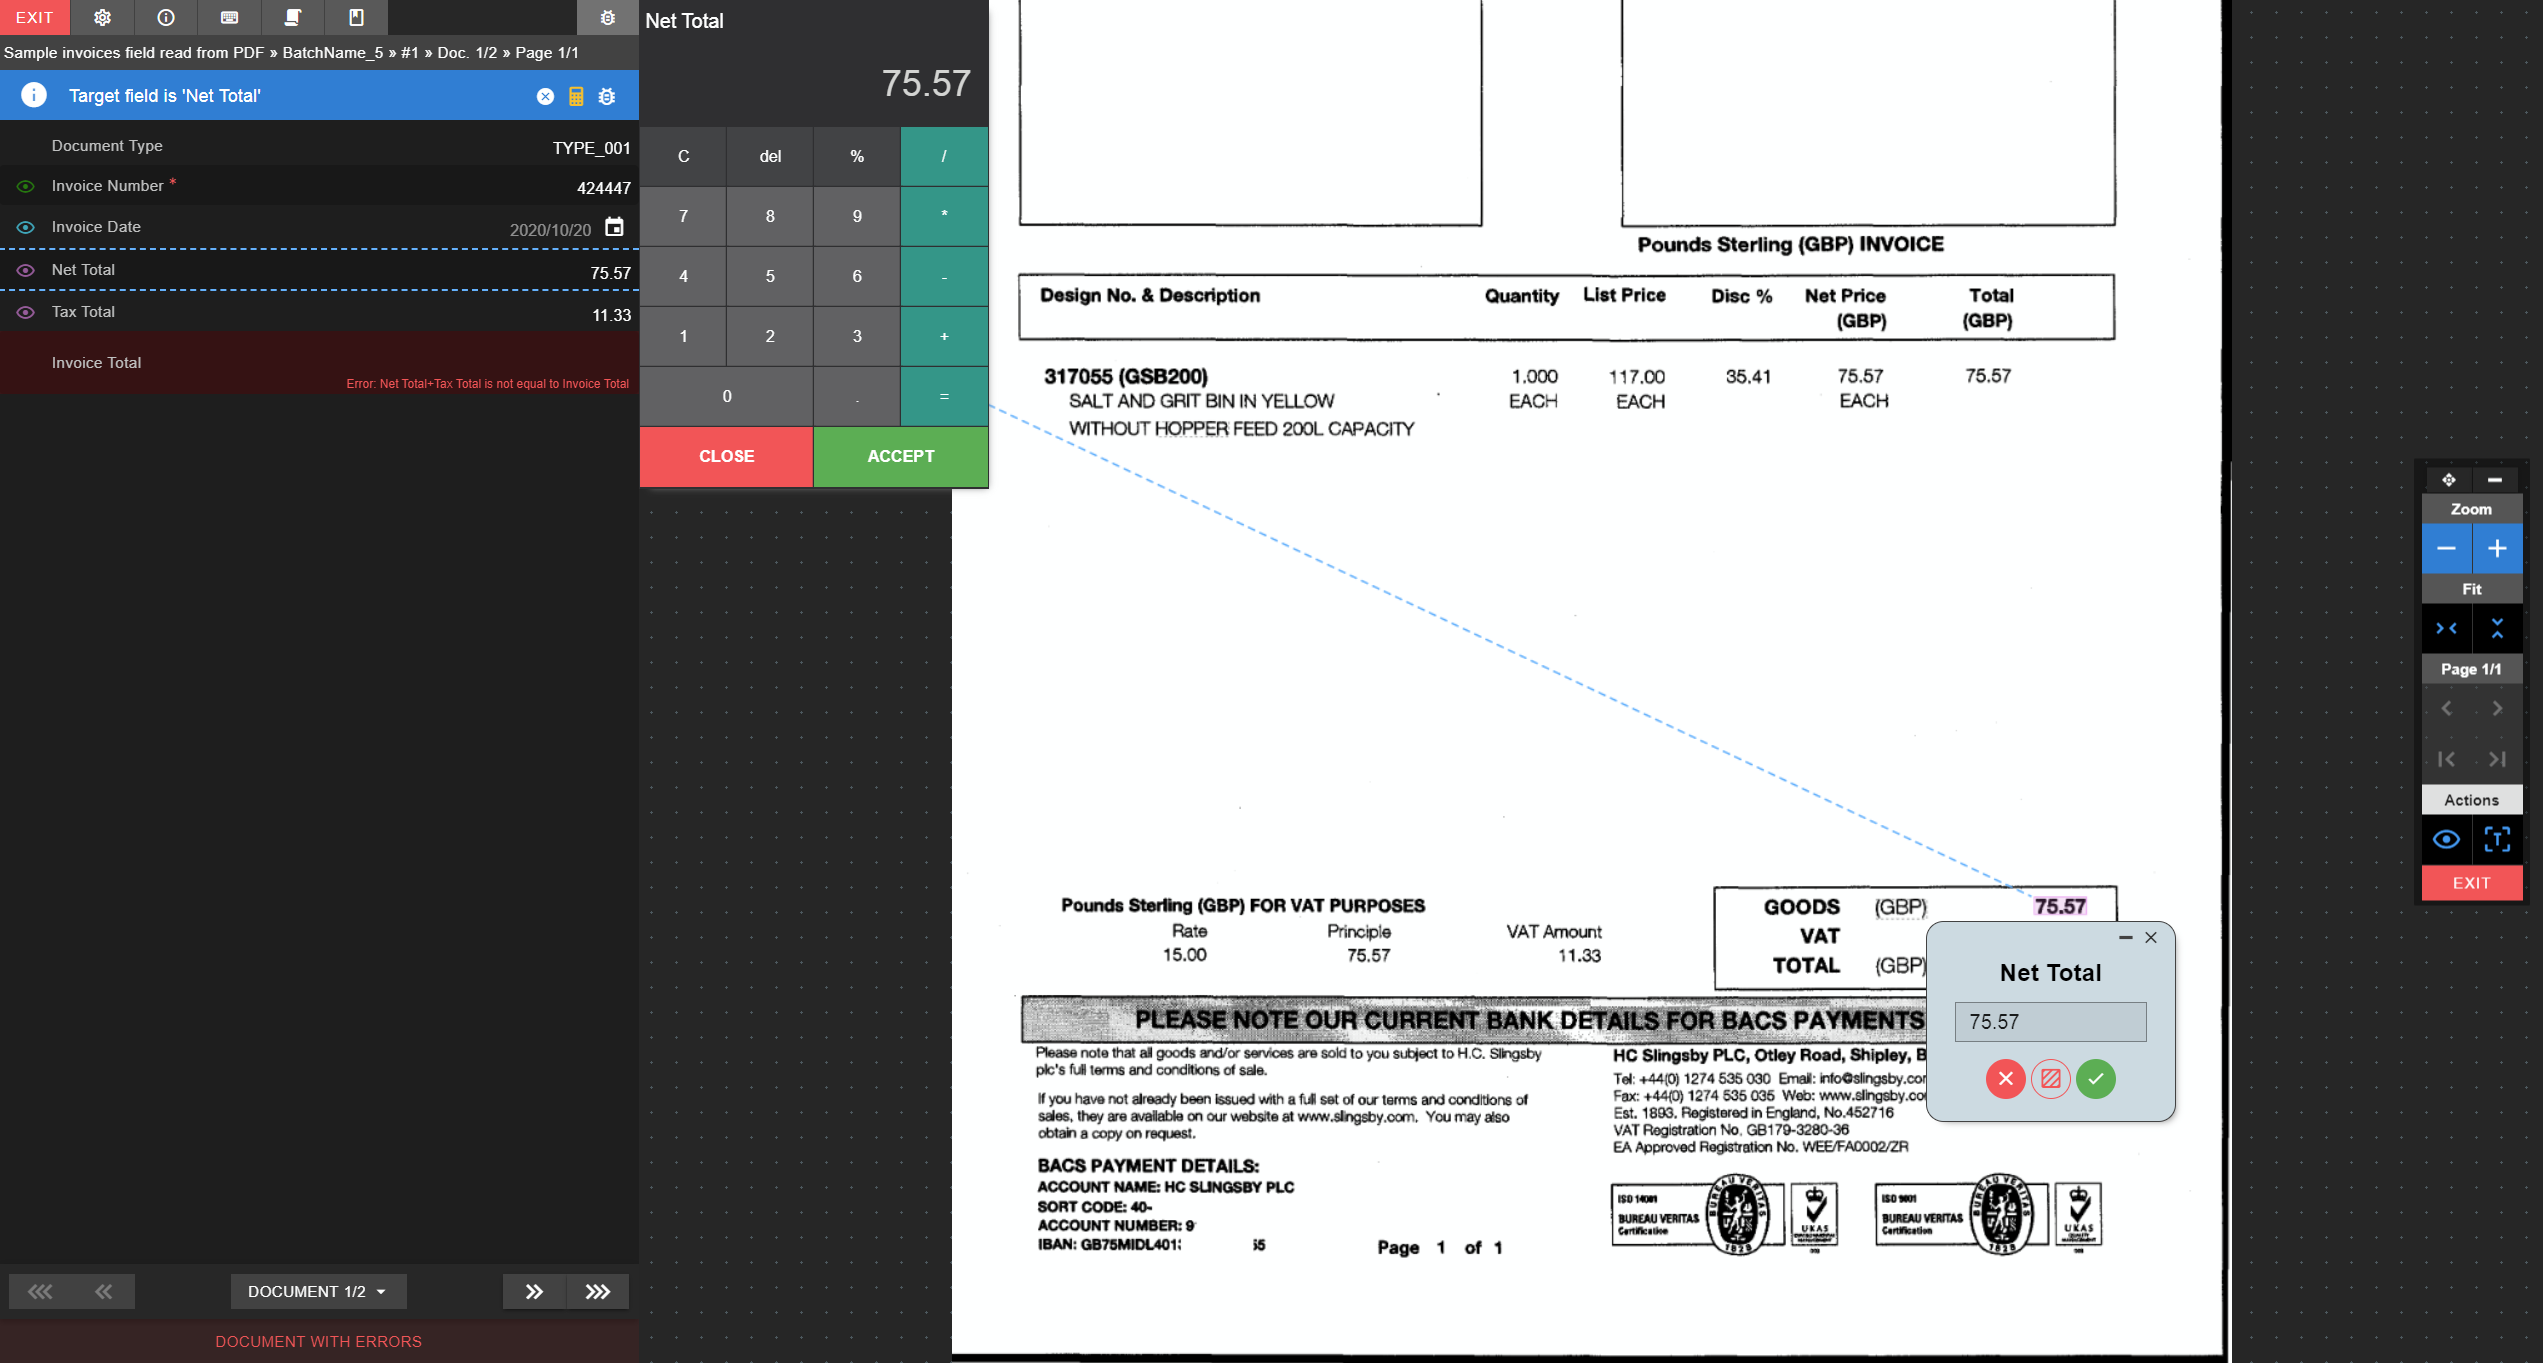 EXIT
Sample invoices field read from PDF » BatchName_5 » #1 » Doc. 1/2 » Page 1/1
Target field is 'Net Total'
Document Type TYPE_001
Invoice Number * 424447
Invoice Date 2020/10/20
Net Total 75.57
Tax Total 11.33
Invoice Total
Error: Net Total+Tax Total is not equal to Invoice Total
DOCUMENT 1/2
DOCUMENT WITH ERRORS
Net Total
75.57
C del % /
7 8 9 *
4 5 6 -
1 2 3 +
0 . =
CLOSE ACCEPT
Pounds Sterling (GBP) INVOICE
Design No. & Description Quantity List Price Disc % Net Price Total
(GBP) (GBP)
317055 (GSB200) 1.000 117.00 35.41 75.57 75.57
SALT AND GRIT BIN IN YELLOW EACH EACH EACH
WITHOUT HOPPER FEED 200L CAPACITY
Pounds Sterling (GBP) FOR VAT PURPOSES
Rate Principle VAT Amount
15.00 75.57 11.33
GOODS (GBP) 75.57
VAT
TOTAL (GBP)
Net Total
75.57
PLEASE NOTE OUR CURRENT BANK DETAILS FOR BACS PAYMENTS
Please note that all goods and/or services are sold to you subject to H.C. Slingsby
plc's full terms and conditions of sale.
If you have not already been issued with a full set of our terms and conditions of
sales, they are available on our website at www.slingsby.com. You may also
obtain a copy on request.
BACS PAYMENT DETAILS:
ACCOUNT NAME: HC SLINGSBY PLC
SORT CODE: 40-
ACCOUNT NUMBER: 9
IBAN: GB75MIDL401 55
Page 1 of 1
HC Slingsby PLC, Otley Road, Shipley, B
Tel: +44(0) 1274 535 030 Email: info@slingsby.com
Fax: +44(0) 1274 535 035 Web: www.slingsby.co
Est. 1893. Registered in England, No.452716
VAT Registration No. GB179-3280-36
EA Approved Registration No. WEE/FA0002/ZR
ISO 14001
BUREAU VERITAS
Certification
BUREAU VERITAS
1828
UKAS
ISO 9001
BUREAU VERITAS
Certification
BUREAU VERITAS
1828
UKAS
Zoom
Fit
Page 1/1
Actions
EXIT